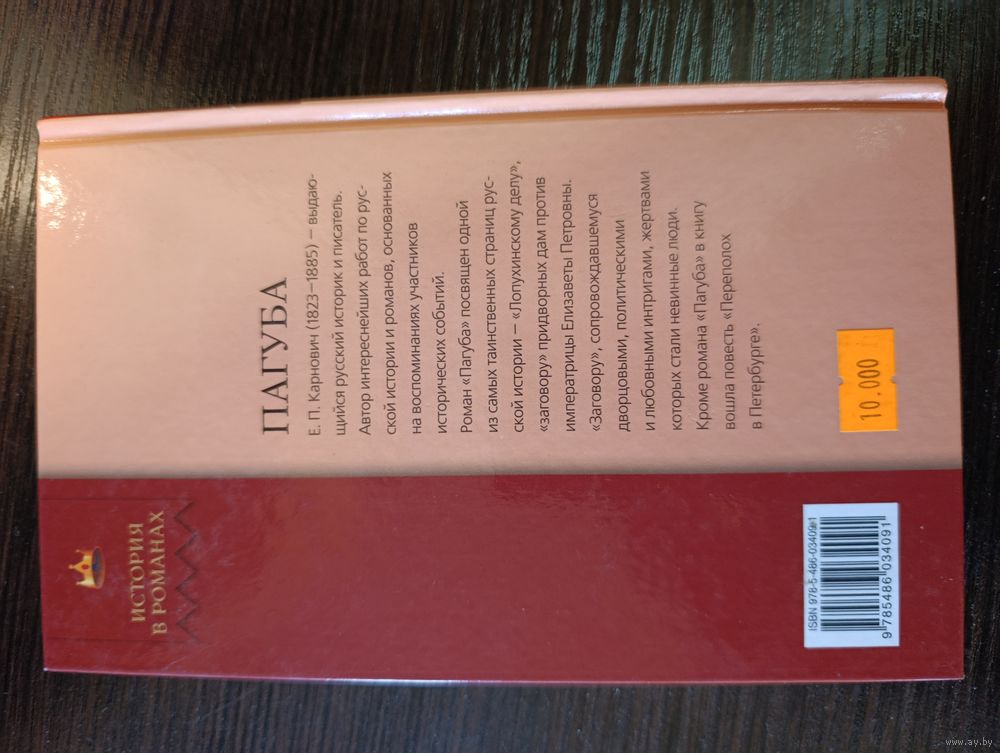 ИСТОРИЯ
В РОМАНАХ
ПАГУБА
Е. П. Карнович (1823–1885) – выдаю-
щийся русский историк и писатель.
Автор интереснейших работ по рус-
ской истории и романов, основанных
на воспоминаниях участников
исторических событий.
Роман «Пагуба» посвящен одной
из самых таинственных страниц рус-
ской истории – «Лопухинскому делу»,
«заговору» придворных дам против
императрицы Елизаветы Петровны.
«Заговору», сопровождавшемуся
дворцовыми, политическими
и любовными интригами, жертвами
которых стали невинные люди.
Кроме романа «Пагуба» в книгу
вошла повесть «Переполох
в Петербурге».
10.000
ISBN 978-5-486-03409-1
9 785486 034091
www.ay.by